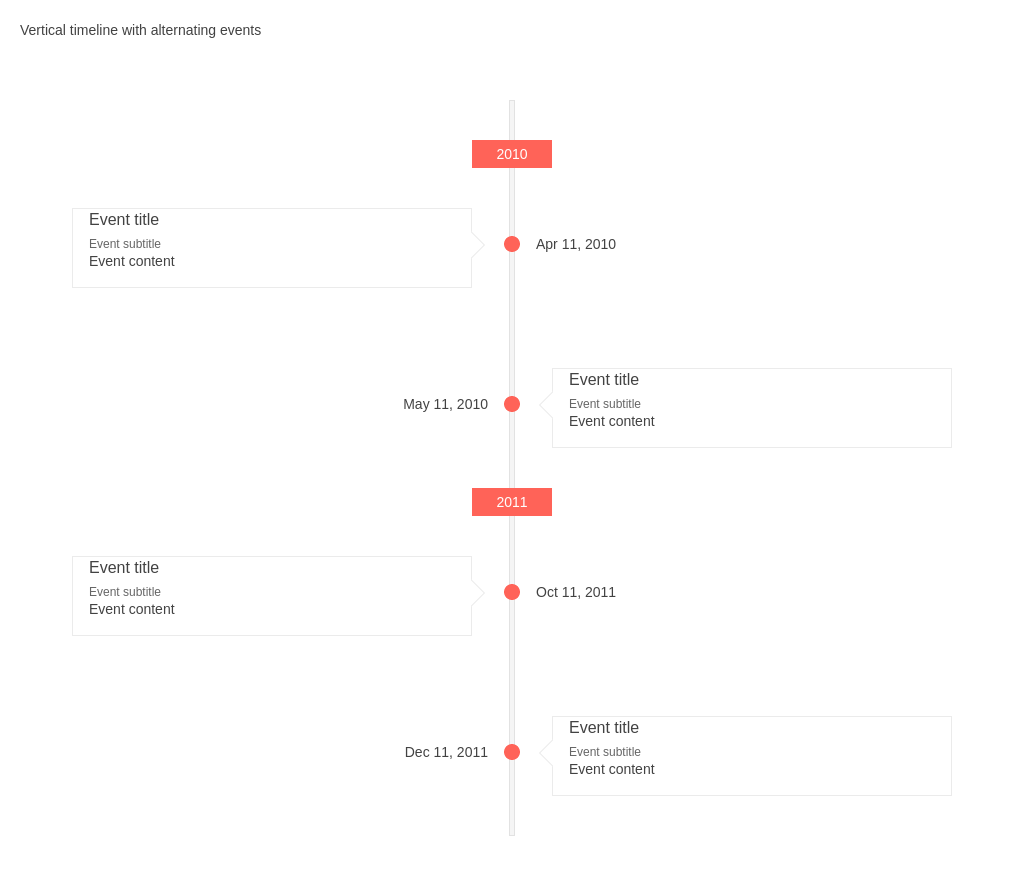 Vertical timeline with alternating events
2010
Event title
Event subtitle
Event content
Apr 11, 2010
May 11, 2010
Event title
Event subtitle
Event content
2011
Event title
Event subtitle
Event content
Oct 11, 2011
Dec 11, 2011
Event title
Event subtitle
Event content